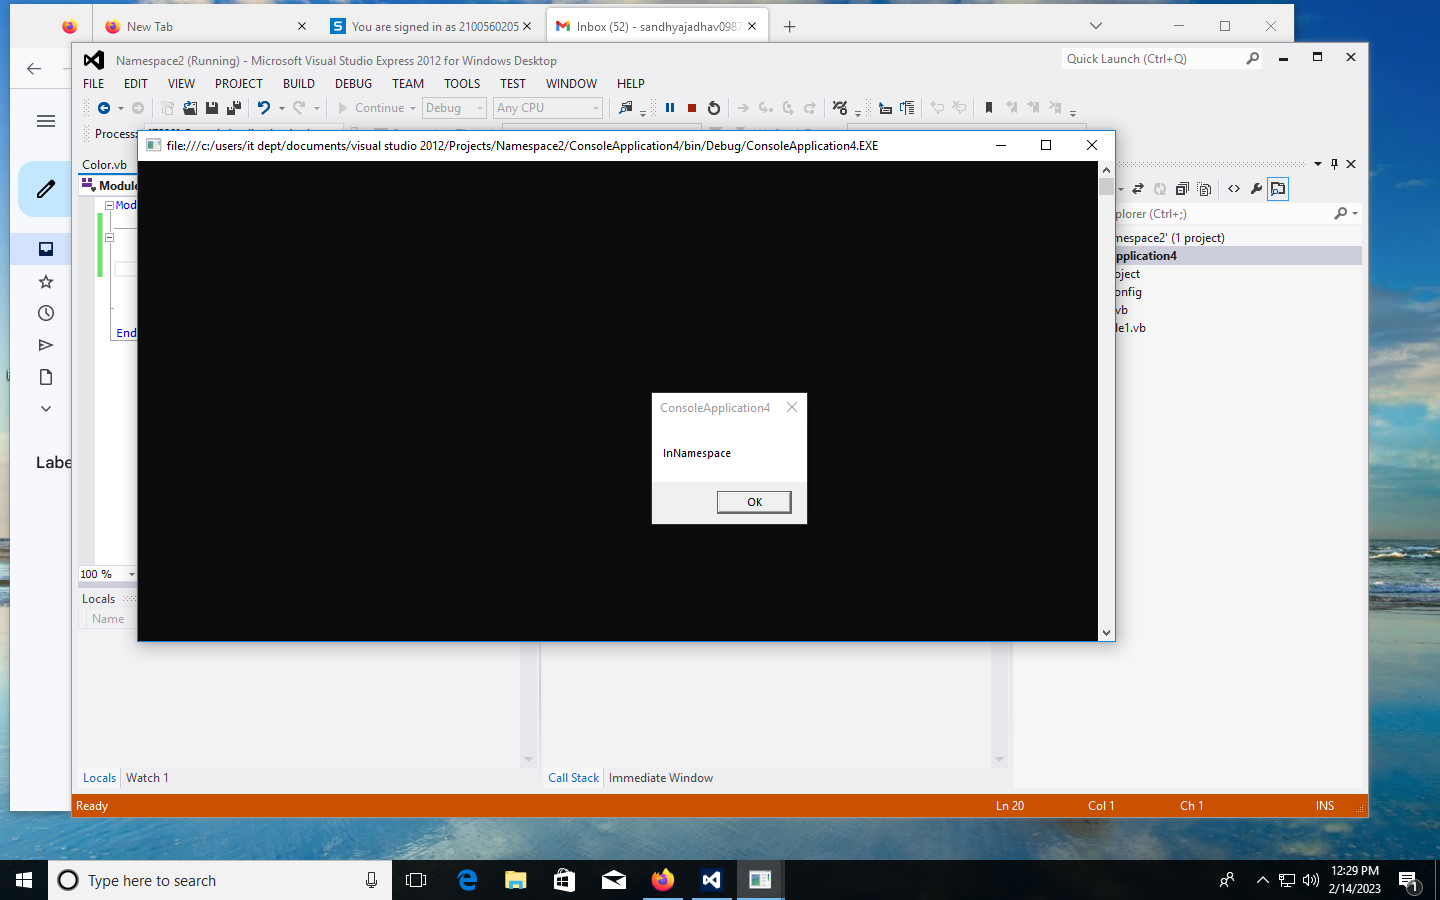 New Tab
You are signed in as 2100560205
Inbox (52) - sandhyajadhav0987
Namespace2 (Running) - Microsoft Visual Studio Express 2012 for Windows Desktop
Quick Launch (Ctrl+Q)
FILE EDIT VIEW PROJECT BUILD DEBUG TEAM TOOLS TEST WINDOW HELP
Continue Debug Any CPU
Process:
file:///c:/users/it dept/documents/visual studio 2012/Projects/Namespace2/ConsoleApplication4/bin/Debug/ConsoleApplication4.EXE
Color.vb
Module
Mod
End
plorer (Ctrl+;)
mespace2' (1 project)
pplication4
ject
onfig
vb
le1.vb
ConsoleApplication4
InNamespace
OK
Labe
100 %
Locals
Name
Locals Watch 1
Call Stack Immediate Window
Ready Ln 20 Col 1 Ch 1 INS
Type here to search
12:29 PM
2/14/2023
1